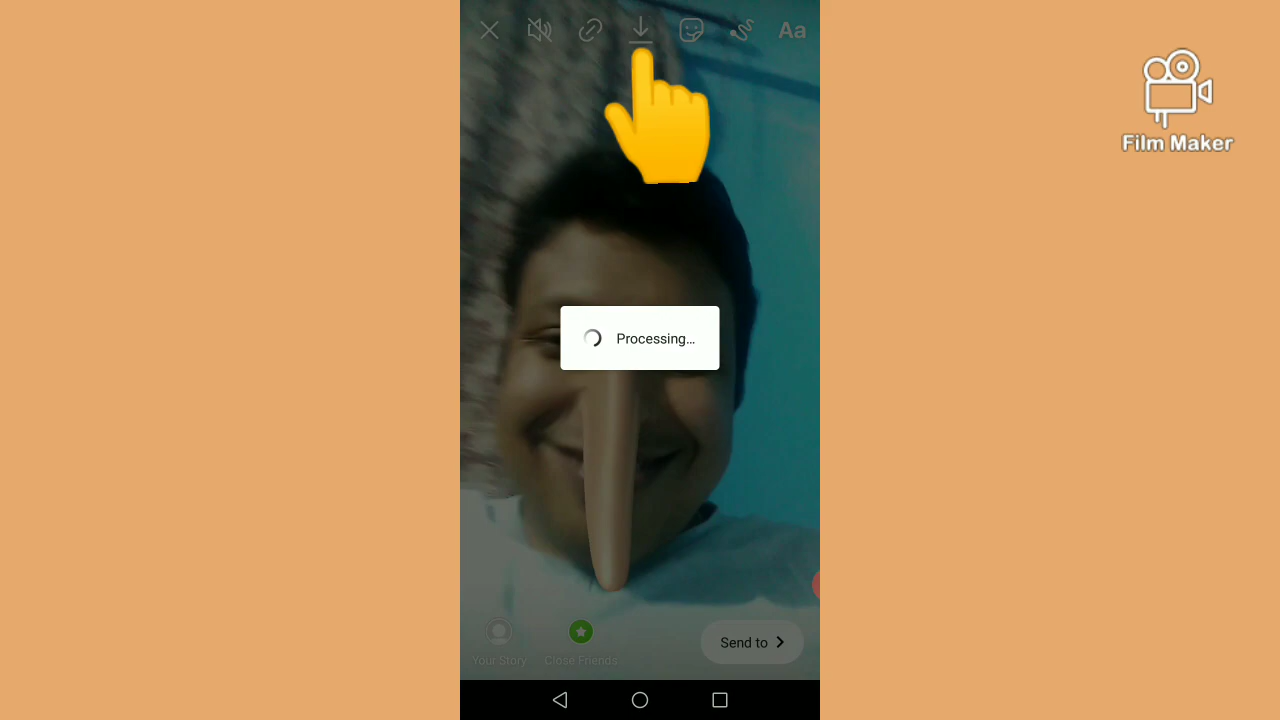 Aa
Film Maker
Processing...
Send to
Your Story
Close Friends